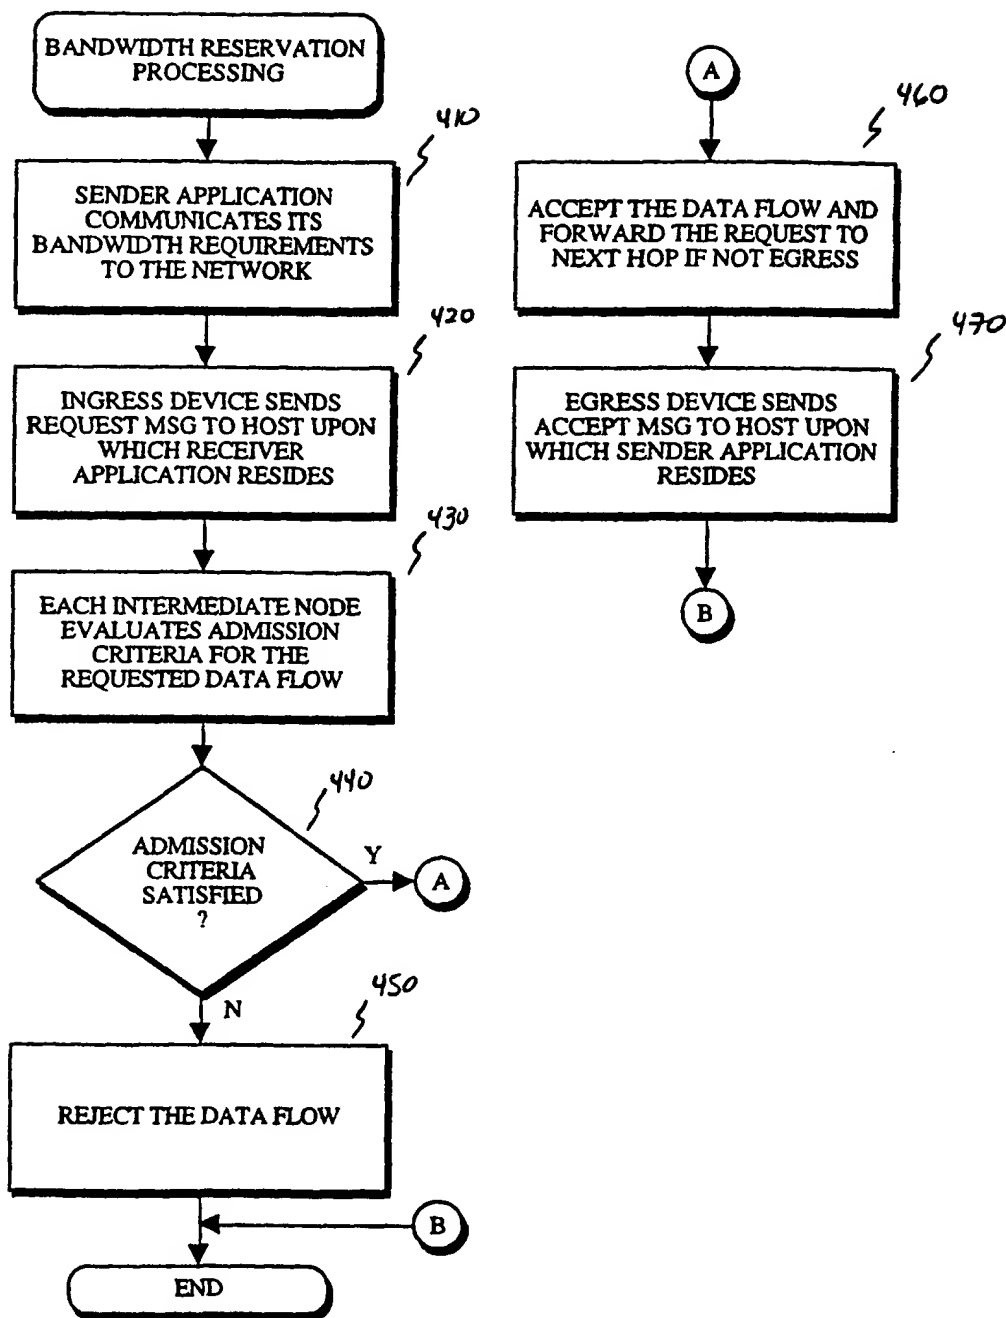 BANDWIDTH RESERVATION
PROCESSING
410
SENDER APPLICATION
COMMUNICATES ITS
BANDWIDTH REQUIREMENTS
TO THE NETWORK
420
INGRESS DEVICE SENDS
REQUEST MSG TO HOST UPON
WHICH RECEIVER
APPLICATION RESIDES
430
EACH INTERMEDIATE NODE
EVALUATES ADMISSION
CRITERIA FOR THE
REQUESTED DATA FLOW
440
ADMISSION
CRITERIA
SATISFIED
?
Y
A
N
450
REJECT THE DATA FLOW
B
END
A
460
ACCEPT THE DATA FLOW AND
FORWARD THE REQUEST TO
NEXT HOP IF NOT EGRESS
470
EGRESS DEVICE SENDS
ACCEPT MSG TO HOST UPON
WHICH SENDER APPLICATION
RESIDES
B